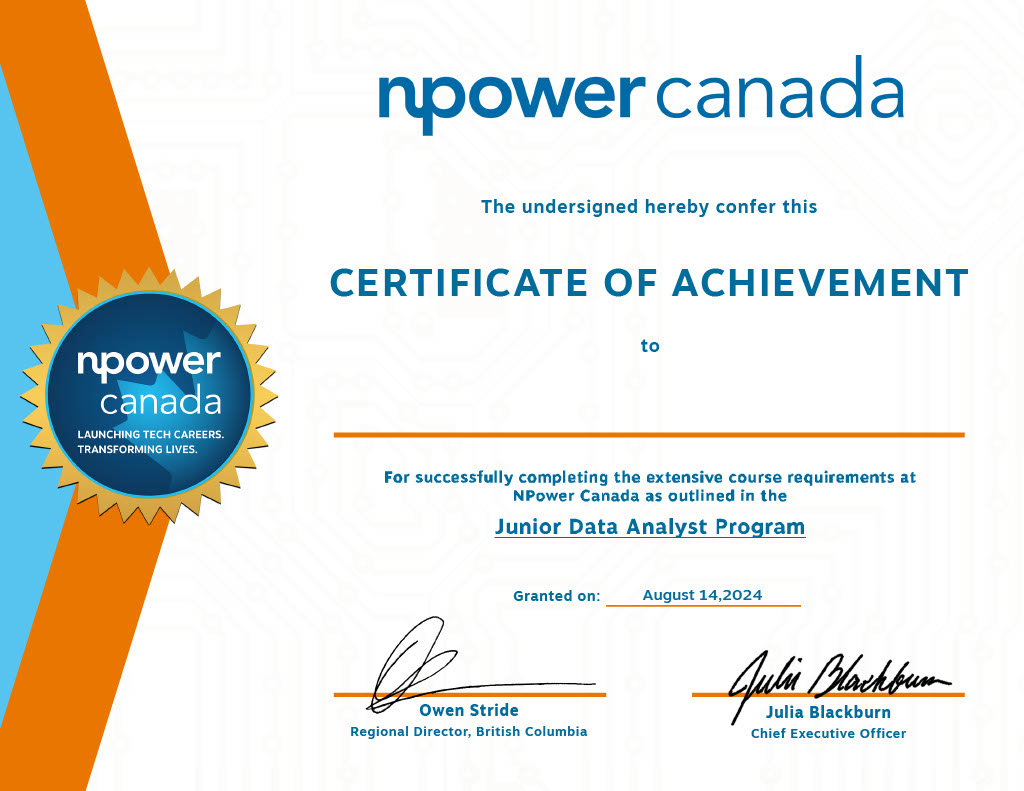 npower canada
The undersigned hereby confer this
CERTIFICATE OF ACHIEVEMENT
to
npower
canada
LAUNCHING TECH CAREERS.
TRANSFORMING LIVES.
For successfully completing the extensive course requirements at
NPower Canada as outlined in the
Junior Data Analyst Program
Granted on: August 14,2024
Julia Blackburn
Owen Stride
Regional Director, British Columbia
Julia Blackburn
Chief Executive Officer